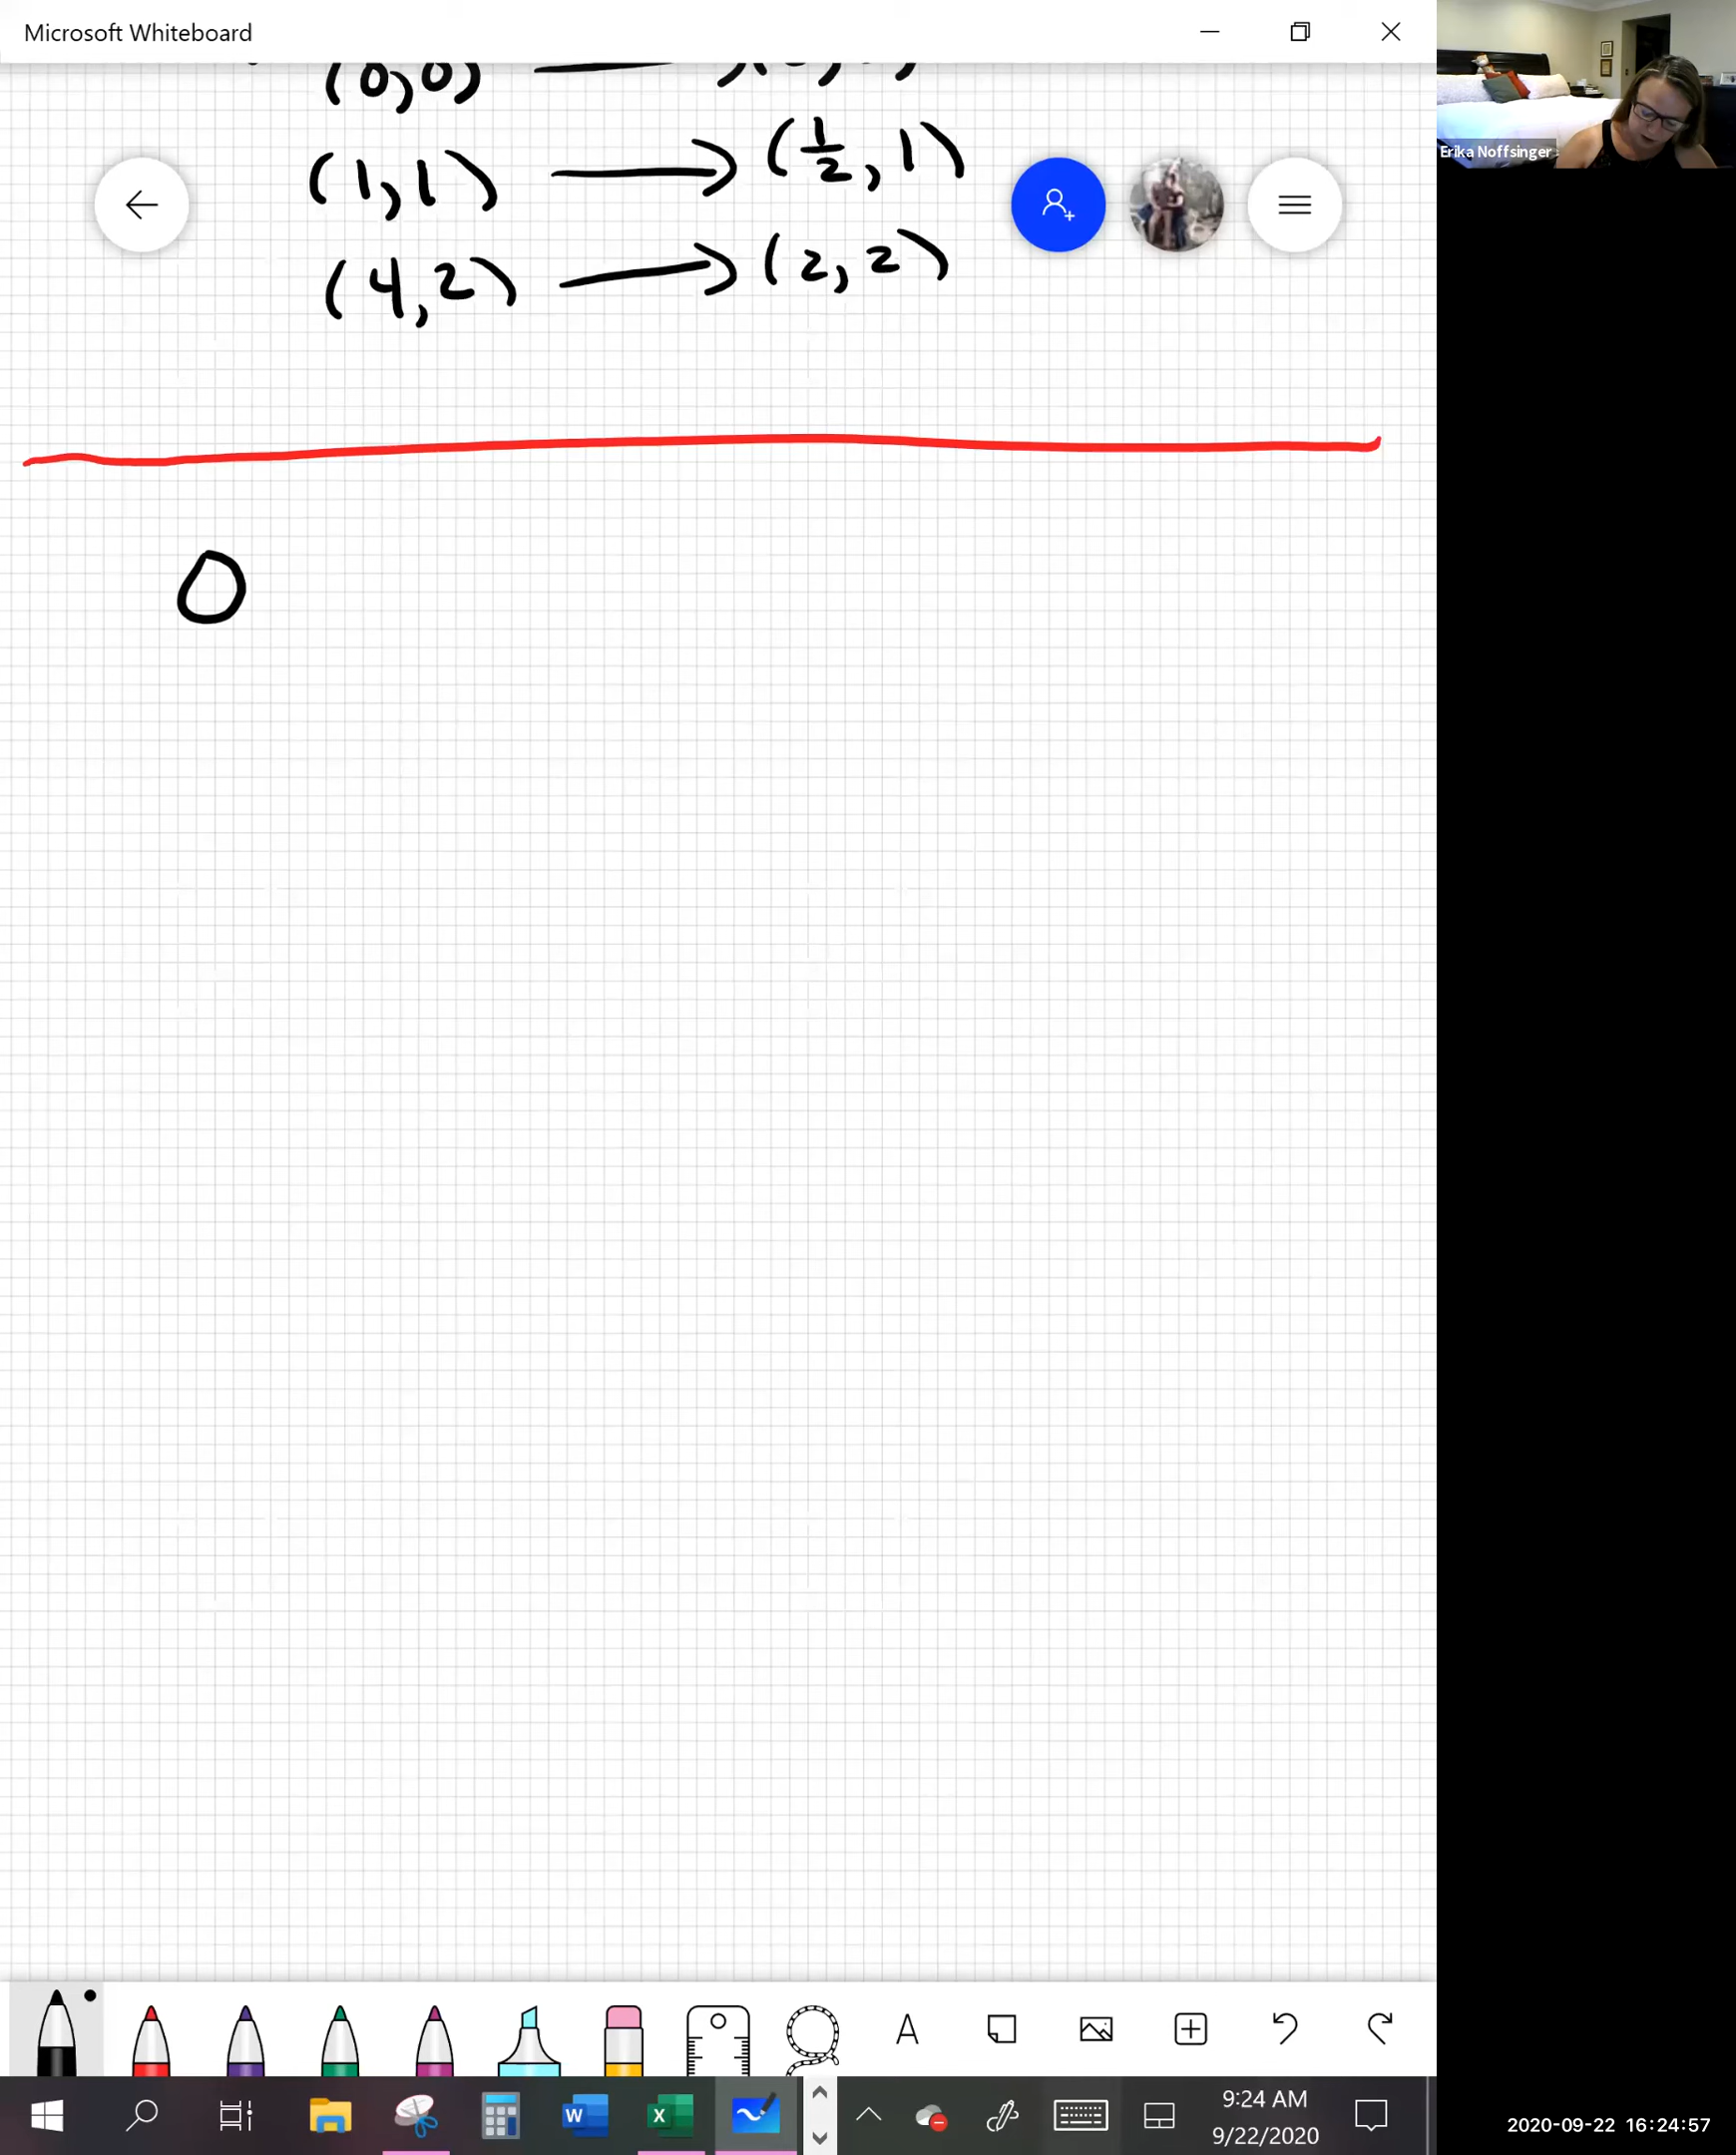 Microsoft Whiteboard
(0,0)
(1,1) → (1/2, 1)
(4,2) → (2,2)
Erika Noffsinger
0
A
W
X
9:24 AM
9/22/2020
2020-09-22 16:24:57